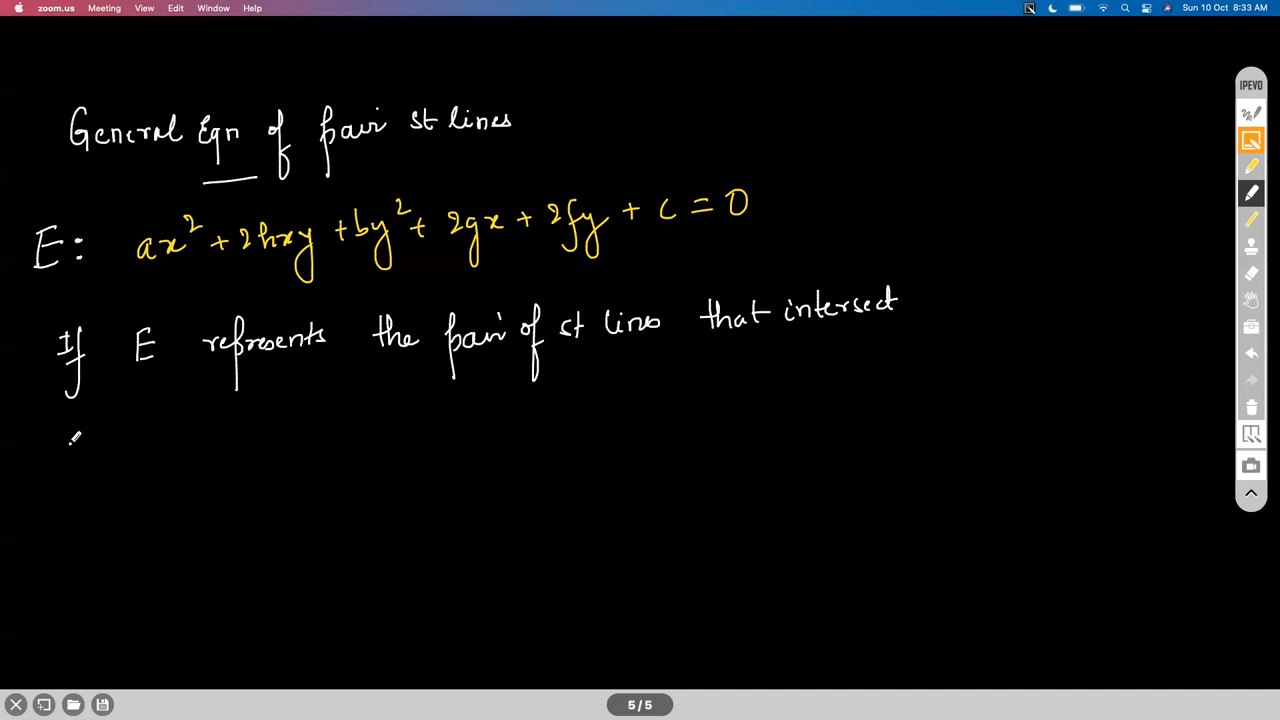 zoom.us Meeting View Edit Window Help Sun 10 Oct 8:33 AM
IPEVO
General Eqn of pair st lines
E: ax² + 2hxy + by² + 2gx + 2fy + c = 0
If E represents the pair of st lines that intersect
5/5